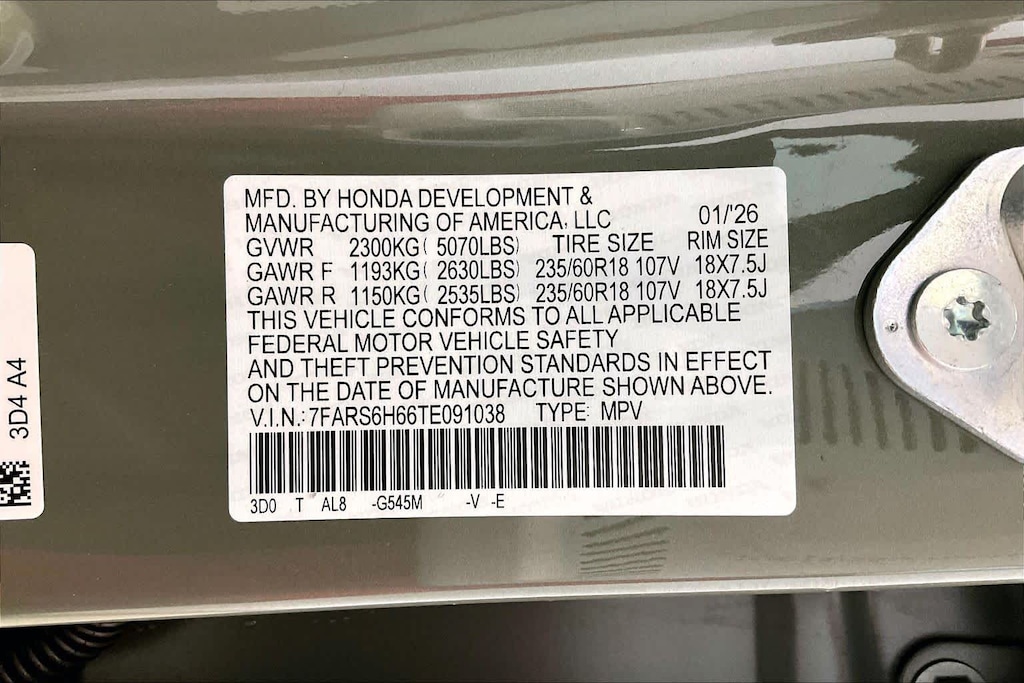 MFD. BY HONDA DEVELOPMENT &
MANUFACTURING OF AMERICA, LLC 01/'26
GVWR 2300KG( 5070LBS) TIRE SIZE RIM SIZE
GAWR F 1193KG( 2630LBS) 235/60R18 107V 18X7.5J
GAWR R 1150KG( 2535LBS) 235/60R18 107V 18X7.5J
THIS VEHICLE CONFORMS TO ALL APPLICABLE
FEDERAL MOTOR VEHICLE SAFETY
AND THEFT PREVENTION STANDARDS IN EFFECT
ON THE DATE OF MANUFACTURE SHOWN ABOVE.
V.I.N.:7FARS6H66TE091038 TYPE: MPV
3D0 T AL8 -G545M -V -E
3D4 A4